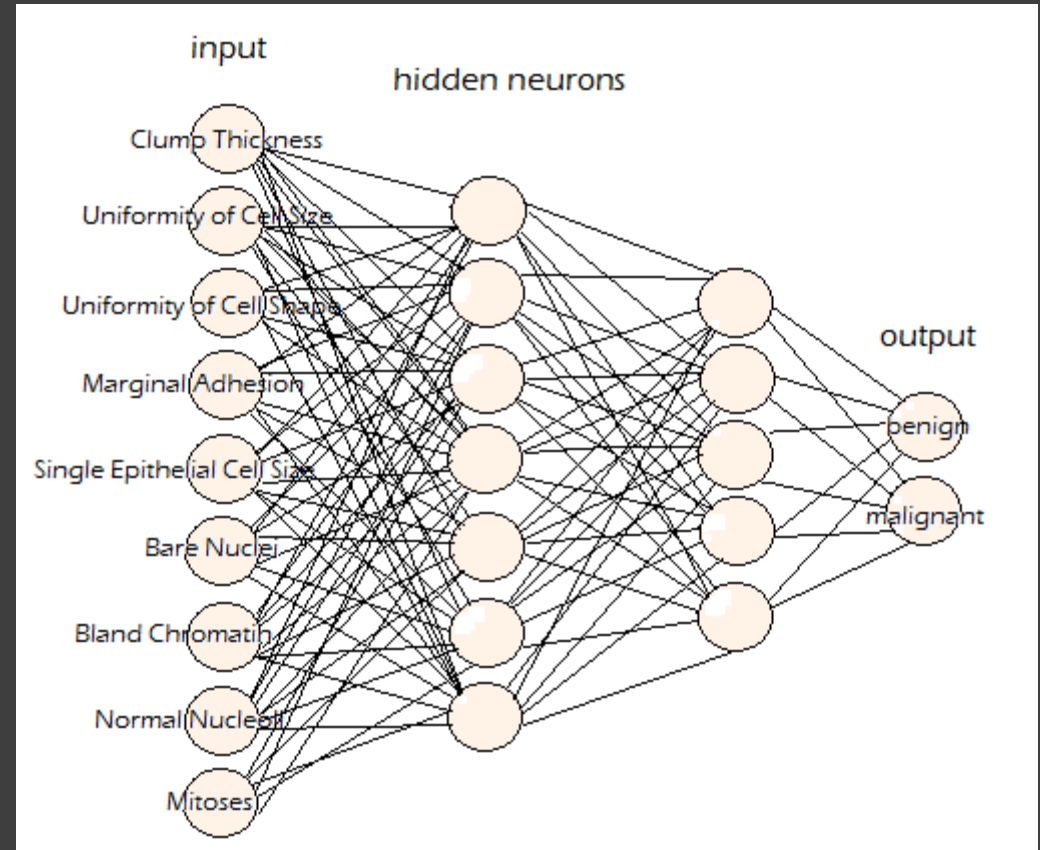 input
hidden neurons
Clump Thickness
Uniformity of Cell Size
Uniformity of Cell Shape
Marginal Adhesion
Single Epithelial Cell Size
Bare Nuclei
Bland Chromatin
Normal Nucleoli
Mitoses
output
benign
malignant